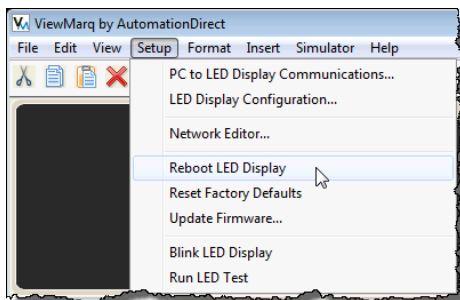 ViewMarq by AutomationDirect
File Edit View Setup Format Insert Simulator Help
PC to LED Display Communications...
LED Display Configuration...
Network Editor...
Reboot LED Display
Reset Factory Defaults
Update Firmware...
Blink LED Display
Run LED Test